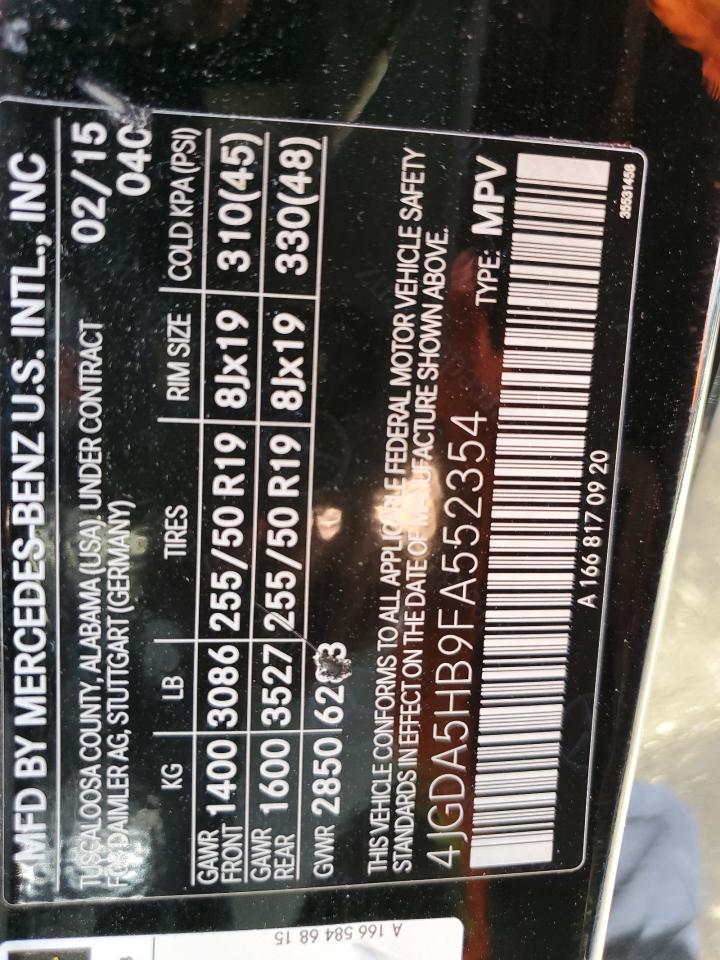 MFD BY MERCEDES-BENZ U.S. INTL., INC
TUSCALOOSA COUNTY, ALABAMA (USA), UNDER CONTRACT 02/15
FOR DAIMLER AG, STUTTGART (GERMANY) 040
KG LB TIRES RIM SIZE COLD KPA (PSI)
GAWR FRONT 1400 3086 255/50 R19 8Jx19 310(45)
GAWR REAR 1600 3527 255/50 R19 8Jx19 330(48)
GVWR 2850
THIS VEHICLE CONFORMS TO ALL APPLICABLE FEDERAL MOTOR VEHICLE SAFETY
STANDARDS IN EFFECT ON THE DATE OF MANUFACTURE SHOWN ABOVE.
4JGDA5HB9FA552354 TYPE: MPV
A 166 817 09 20 35531458
A 166 584 68 15